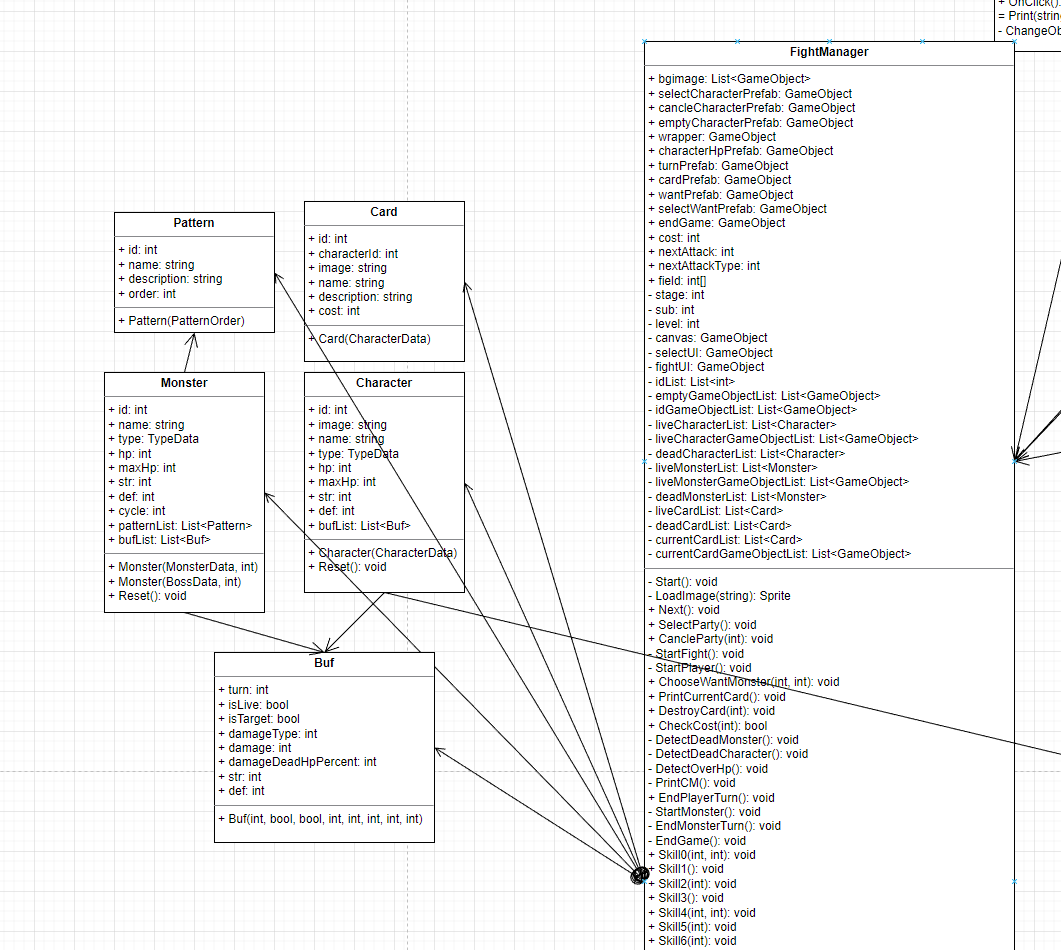 + OnClick()
= Print(strin
- ChangeOb
FightManager
+ bgimage: List<GameObject>
+ selectCharacterPrefab: GameObject
+ cancleCharacterPrefab: GameObject
+ emptyCharacterPrefab: GameObject
+ wrapper: GameObject
+ characterHpPrefab: GameObject
+ turnPrefab: GameObject
+ cardPrefab: GameObject
+ wantPrefab: GameObject
+ selectWantPrefab: GameObject
+ endGame: GameObject
+ cost: int
+ nextAttack: int
+ nextAttackType: int
+ field: int[]
- stage: int
- sub: int
- level: int
- canvas: GameObject
- selectUI: GameObject
- fightUI: GameObject
- idList: List<int>
- emptyGameObjectList: List<GameObject>
- idGameObjectList: List<GameObject>
- liveCharacterList: List<Character>
- liveCharacterGameObjectList: List<GameObject>
- deadCharacterList: List<Character>
- liveMonsterList: List<Monster>
- liveMonsterGameObjectList: List<GameObject>
- deadMonsterList: List<Monster>
- liveCardList: List<Card>
- deadCardList: List<Card>
- currentCardList: List<Card>
- currentCardGameObjectList: List<GameObject>
- Start(): void
- LoadImage(string): Sprite
+ Next(): void
+ SelectParty(): void
+ CancleParty(int): void
- StartFight(): void
- StartPlayer(): void
+ ChooseWantMonster(int, int): void
+ PrintCurrentCard(): void
+ DestroyCard(int): void
+ CheckCost(int): bool
- DetectDeadMonster(): void
- DetectDeadCharacter(): void
- DetectOverHp(): void
- PrintCM(): void
+ EndPlayerTurn(): void
- StartMonster(): void
- EndMonsterTurn(): void
- EndGame(): void
+ Skill0(int, int): void
+ Skill1(): void
+ Skill2(int): void
+ Skill3(): void
+ Skill4(int, int): void
+ Skill5(int): void
+ Skill6(int): void
Pattern
+ id: int
+ name: string
+ description: string
+ order: int
+ Pattern(PatternOrder)
Card
+ id: int
+ characterId: int
+ image: string
+ name: string
+ description: string
+ cost: int
+ Card(CharacterData)
Monster
+ id: int
+ name: string
+ type: TypeData
+ hp: int
+ maxHp: int
+ str: int
+ def: int
+ cycle: int
+ patternList: List<Pattern>
+ bufList: List<Buf>
+ Monster(MonsterData, int)
+ Monster(BossData, int)
+ Reset(): void
Character
+ id: int
+ image: string
+ name: string
+ type: TypeData
+ hp: int
+ maxHp: int
+ str: int
+ def: int
+ bufList: List<Buf>
+ Character(CharacterData)
+ Reset(): void
Buf
+ turn: int
+ isLive: bool
+ isTarget: bool
+ damageType: int
+ damage: int
+ damageDeadHpPercent: int
+ str: int
+ def: int
+ Buf(int, bool, bool, int, int, int, int, int)